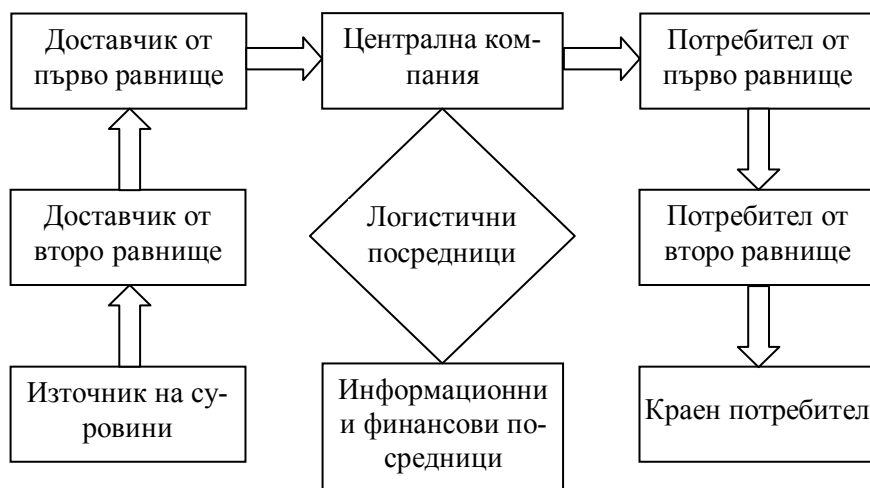 Доставчик от
първо равнище
Централна ком-
пания
Потребител от
първо равнище
Доставчик от
второ равнище
Логистични
посредници
Потребител от
второ равнище
Източник на су-
ровини
Информационни
и финансови по-
средници
Краен потребител